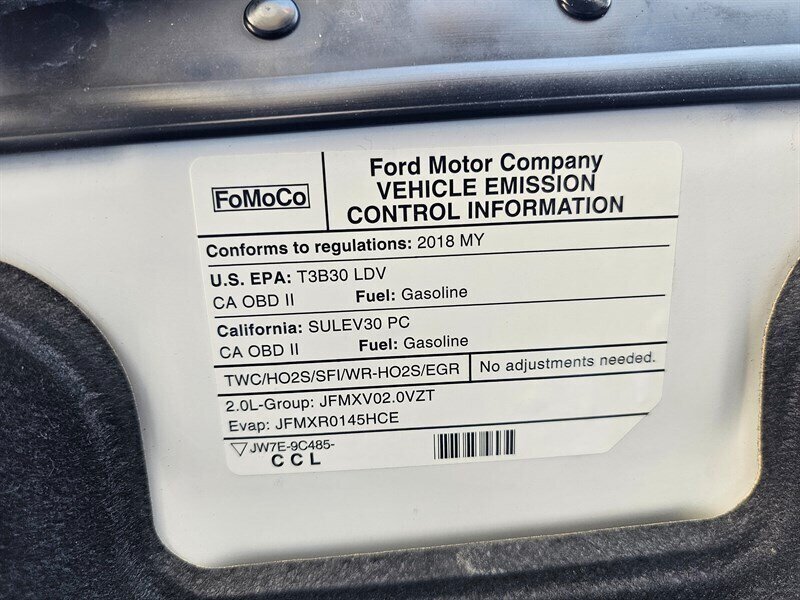 FoMoCo
Ford Motor Company
VEHICLE EMISSION
CONTROL INFORMATION
Conforms to regulations: 2018 MY
U.S. EPA: T3B30 LDV
CA OBD II Fuel: Gasoline
California: SULEV30 PC
CA OBD II Fuel: Gasoline
TWC/HO2S/SFI/WR-HO2S/EGR No adjustments needed.
2.0L-Group: JFMXV02.0VZT
Evap: JFMXR0145HCE
JW7E-9C485-
CCL